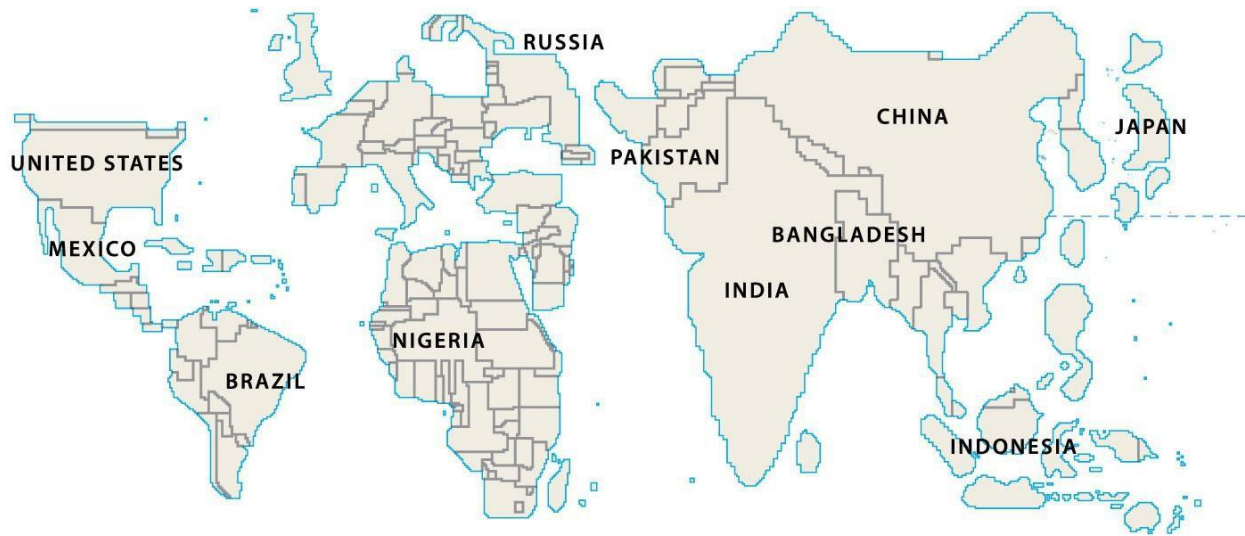 RUSSIA
CHINA
JAPAN
UNITED STATES
PAKISTAN
MEXICO
BANGLADESH
INDIA
NIGERIA
BRAZIL
INDONESIA